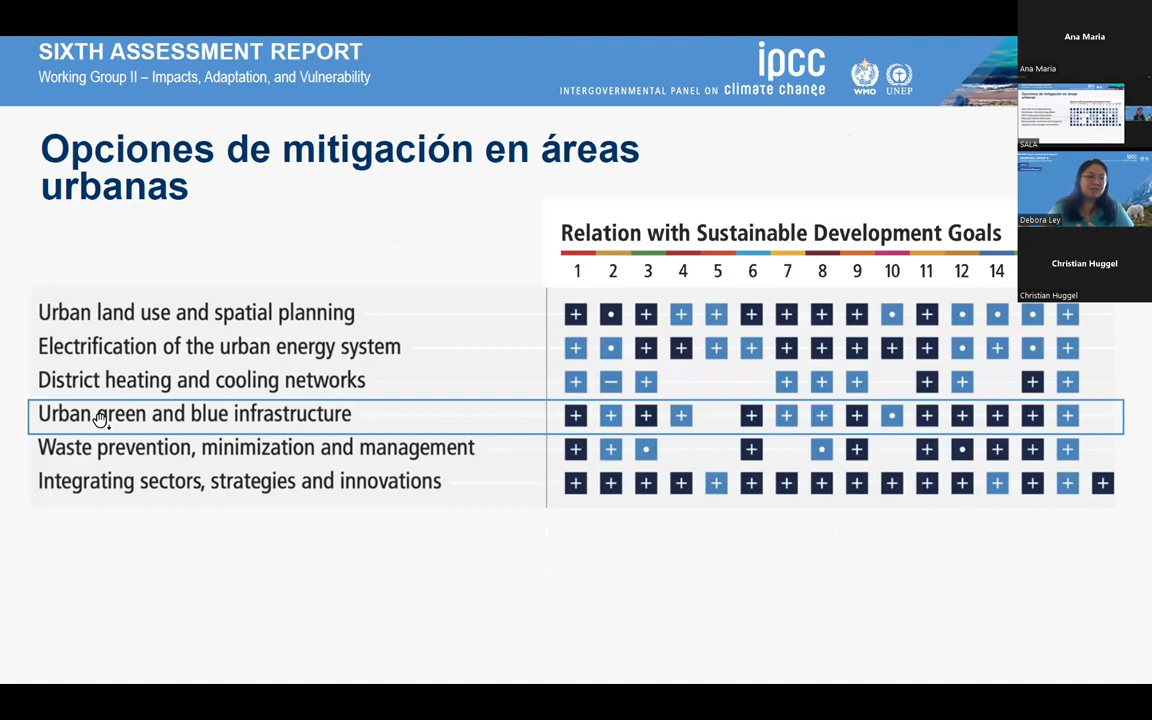 SIXTH ASSESSMENT REPORT
Working Group II – Impacts, Adaptation, and Vulnerability
ipcc
INTERGOVERNMENTAL PANEL ON climate change
WMO
UNEP
Ana Maria
Ana Maria
SALA
Debora Ley
Christian Huggel
Christian Huggel
Opciones de mitigación en áreas
urbanas
Relation with Sustainable Development Goals
1 2 3 4 5 6 7 8 9 10 11 12 14
Urban land use and spatial planning
Electrification of the urban energy system
District heating and cooling networks
Urban green and blue infrastructure
Waste prevention, minimization and management
Integrating sectors, strategies and innovations